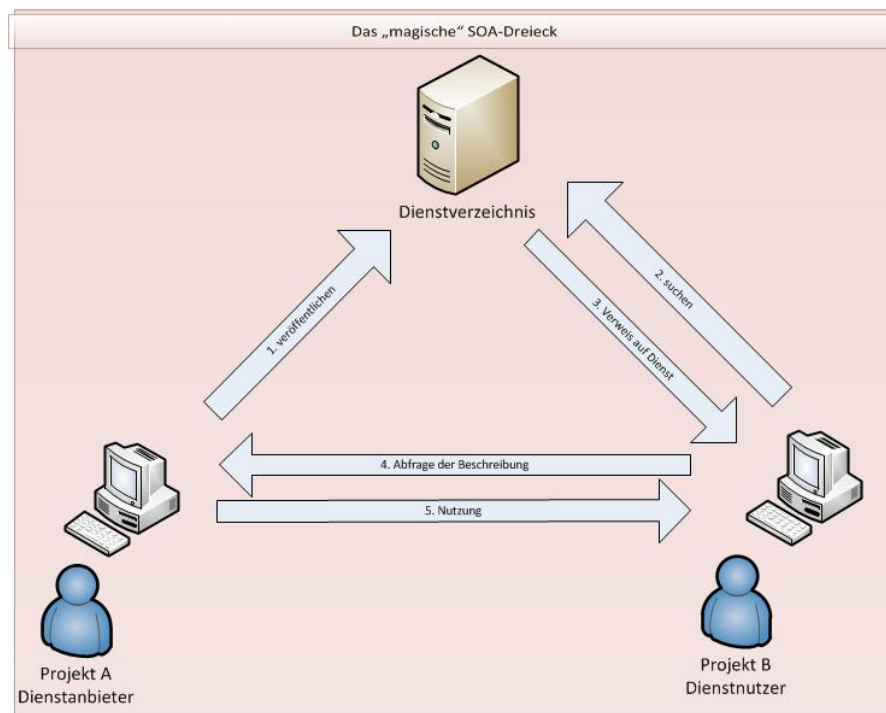 Das „magische“ SOA-Dreieck
Dienstverzeichnis
1. veröffentlichen
2. suchen
3. Verweis auf Dienst
4. Abfrage der Beschreibung
5. Nutzung
Projekt A
Dienstanbieter
Projekt B
Dienstnutzer